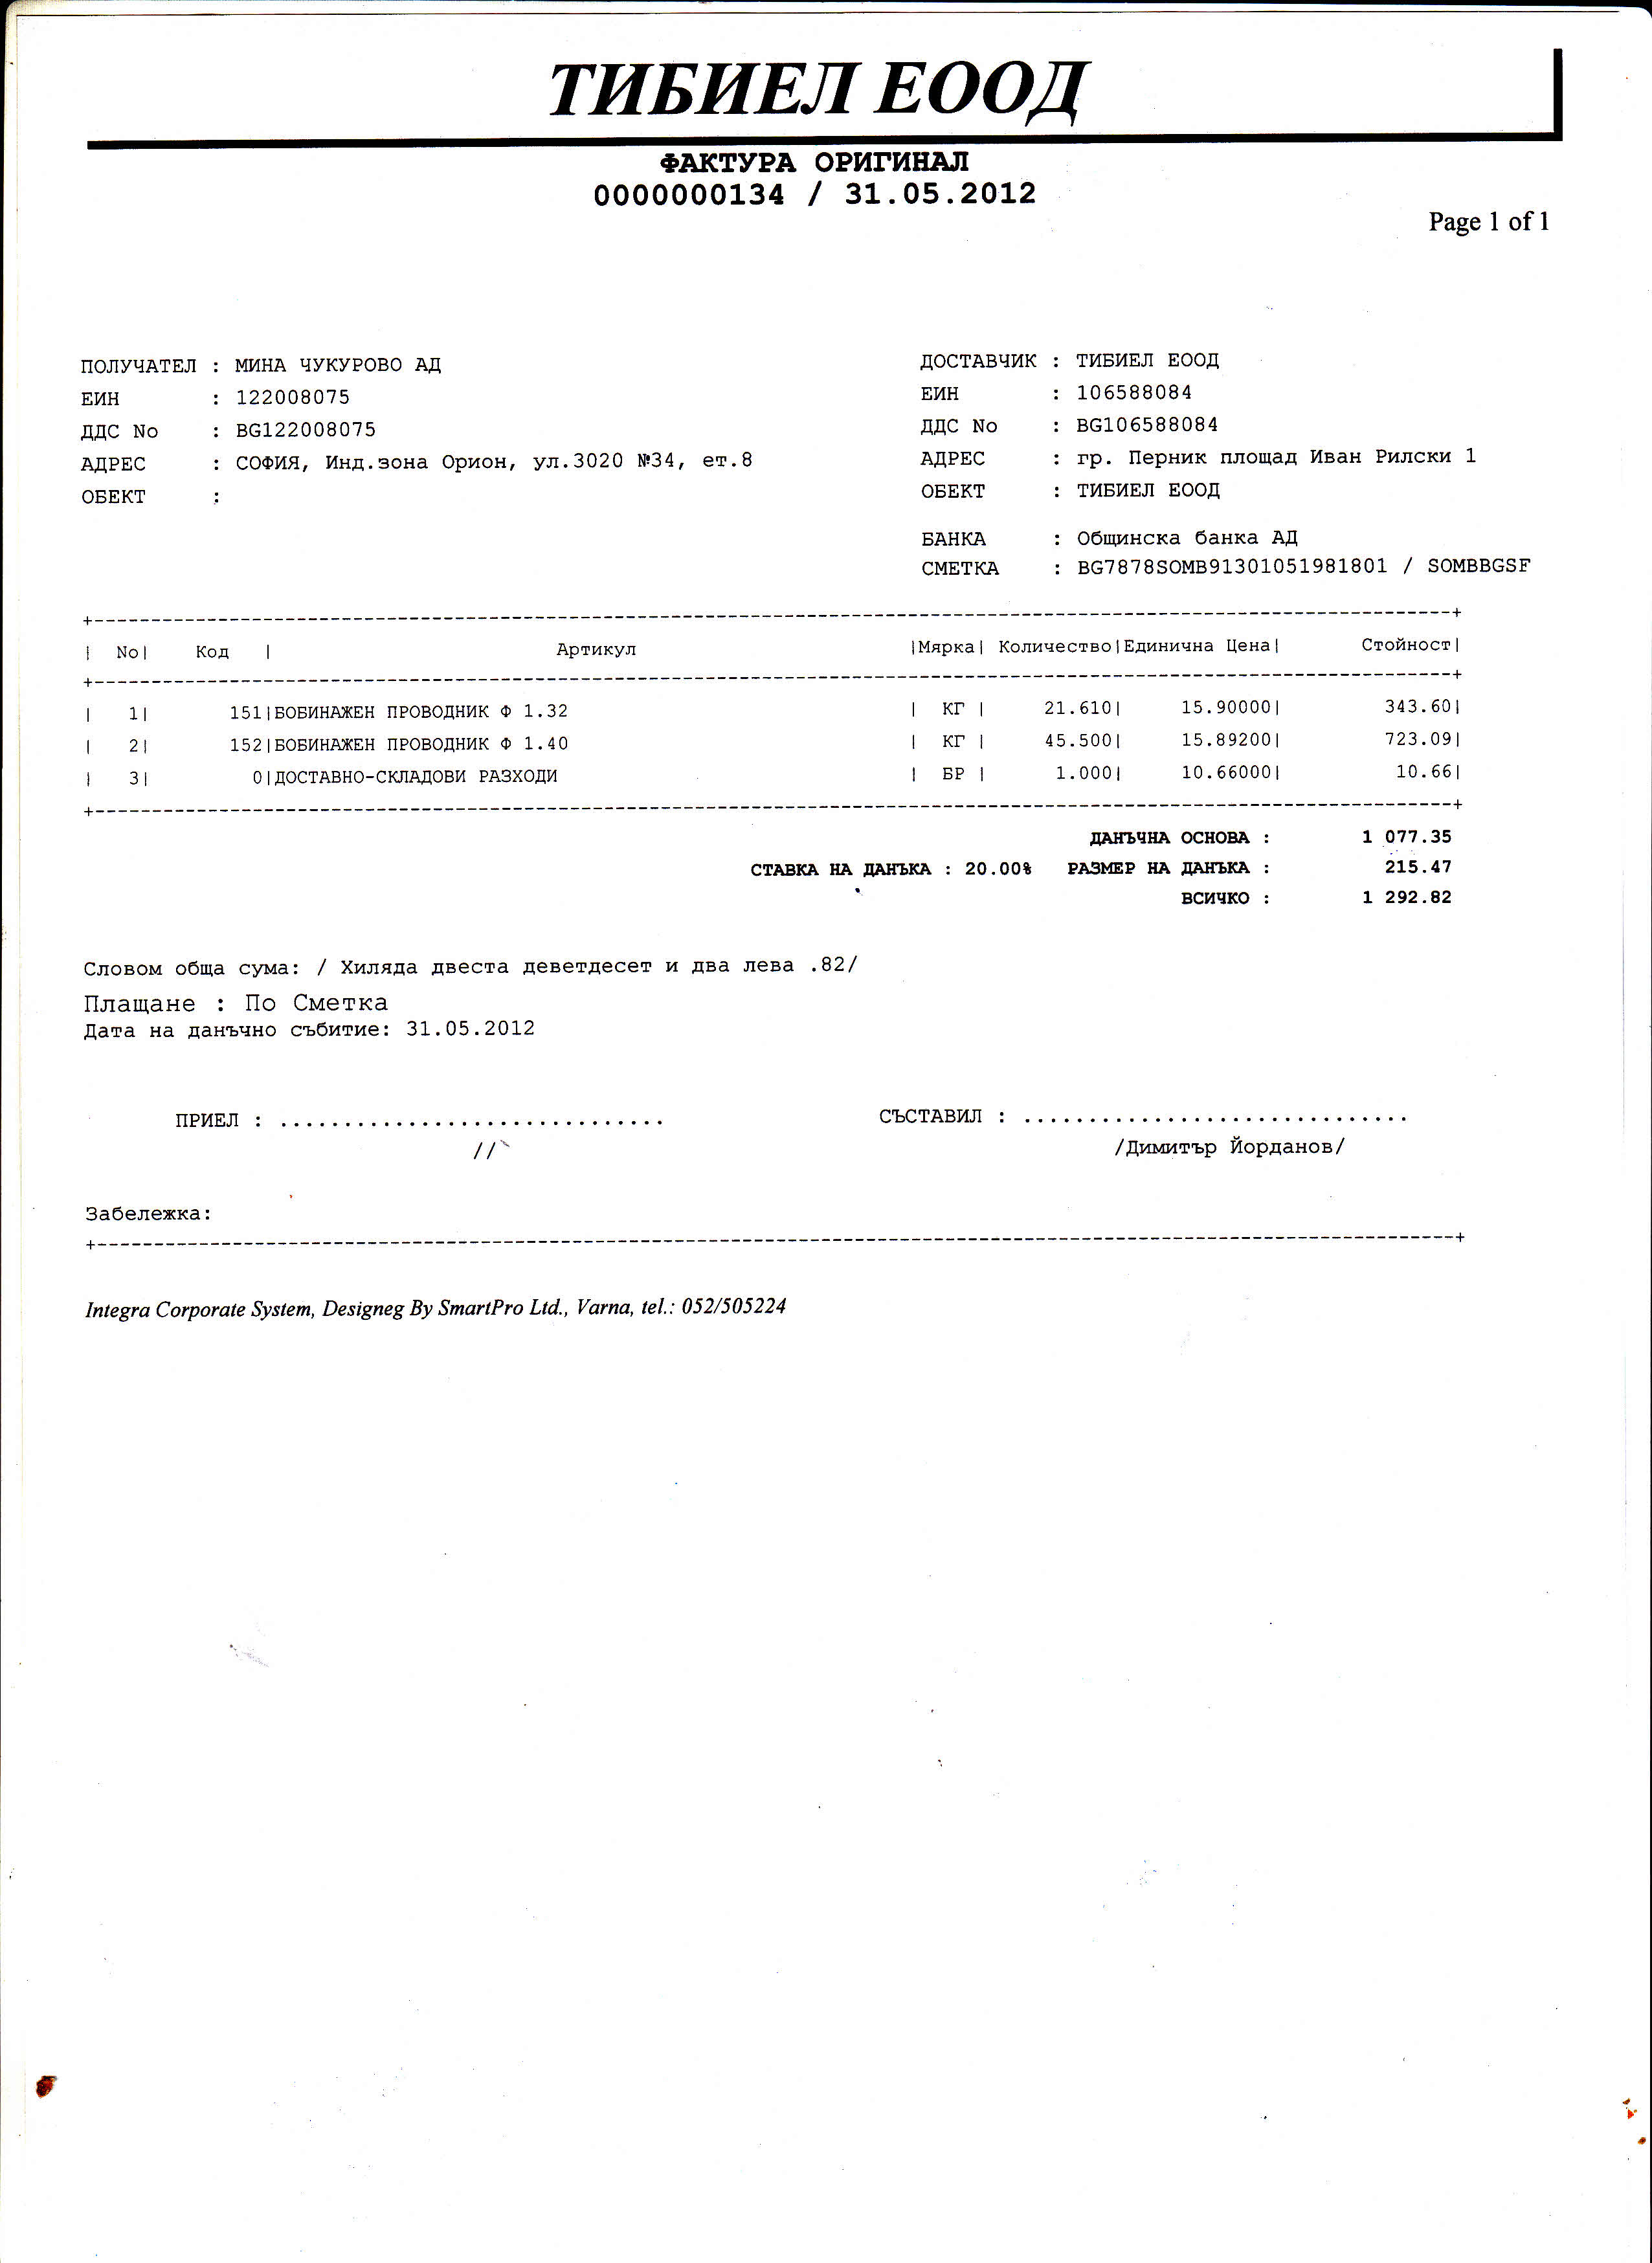 ТИБИЕЛ ЕООД
ФАКТУРА ОРИГИНАЛ
0000000134 / 31.05.2012
Page 1 of 1
ПОЛУЧАТЕЛ : МИНА ЧУКУРОВО АД
ЕИН : 122008075
ДДС No : BG122008075
АДРЕС : СОФИЯ, Инд.зона Орион, ул.3020 №34, ет.8
ОБЕКТ :
ДОСТАВЧИК : ТИБИЕЛ ЕООД
ЕИН : 106588084
ДДС No : BG106588084
АДРЕС : гр. Перник площад Иван Рилски 1
ОБЕКТ : ТИБИЕЛ ЕООД
БАНКА : Общинска банка АД
СМЕТКА : BG7878SOMB91301051981801 / SOMBBGSF
| No| Код | Артикул |Мярка| Количество|Единична Цена| Стойност|
| 1| 151|БОБИНАЖЕН ПРОВОДНИК Ф 1.32 | КГ | 21.610| 15.90000| 343.60|
| 2| 152|БОБИНАЖЕН ПРОВОДНИК Ф 1.40 | КГ | 45.500| 15.89200| 723.09|
| 3| 0|ДОСТАВНО-СКЛАДОВИ РАЗХОДИ | БР | 1.000| 10.66000| 10.66|
ДАНЪЧНА ОСНОВА : 1 077.35
СТАВКА НА ДАНЪКА : 20.00% РАЗМЕР НА ДАНЪКА : 215.47
ВСИЧКО : 1 292.82
Словом обща сума: / Хиляда двеста деветдесет и два лева .82/
Плащане : По Сметка
Дата на данъчно събитие: 31.05.2012
ПРИЕЛ : .............................. СЪСТАВИЛ : ..............................
// /Димитър Йорданов/
Забележка:
Integra Corporate System, Designeg By SmartPro Ltd., Varna, tel.: 052/505224